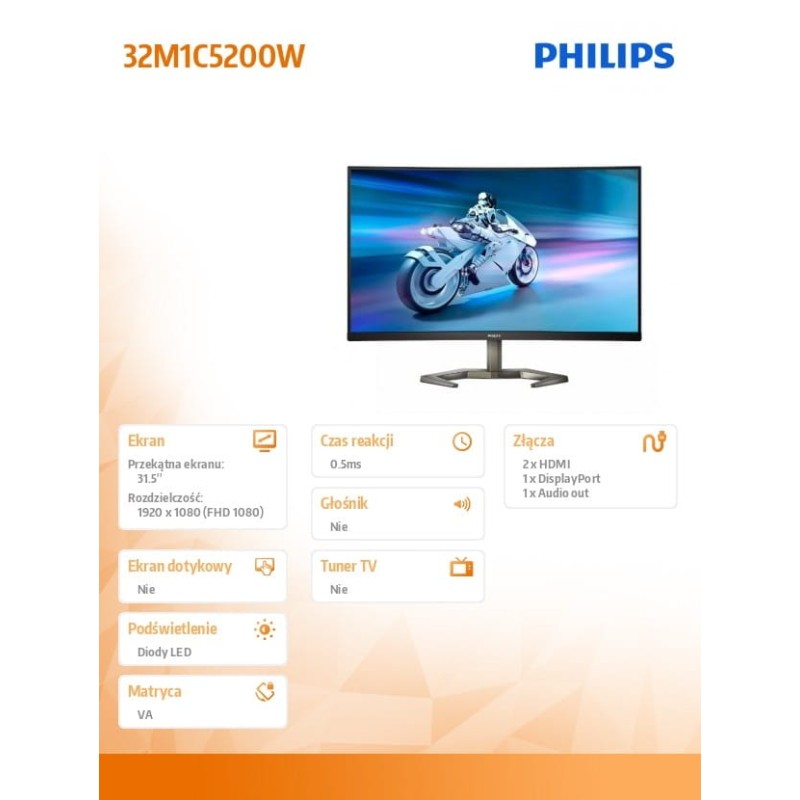 32M1C5200W
PHILIPS
PHILIPS
Ekran
Przekątna ekranu:
31.5"
Rozdzielczość:
1920 x 1080 (FHD 1080)
Ekran dotykowy
Nie
Podświetlenie
Diody LED
Matryca
VA
Czas reakcji
0.5ms
Głośnik
Nie
Tuner TV
Nie
Złącza
2 x HDMI
1 x DisplayPort
1 x Audio out